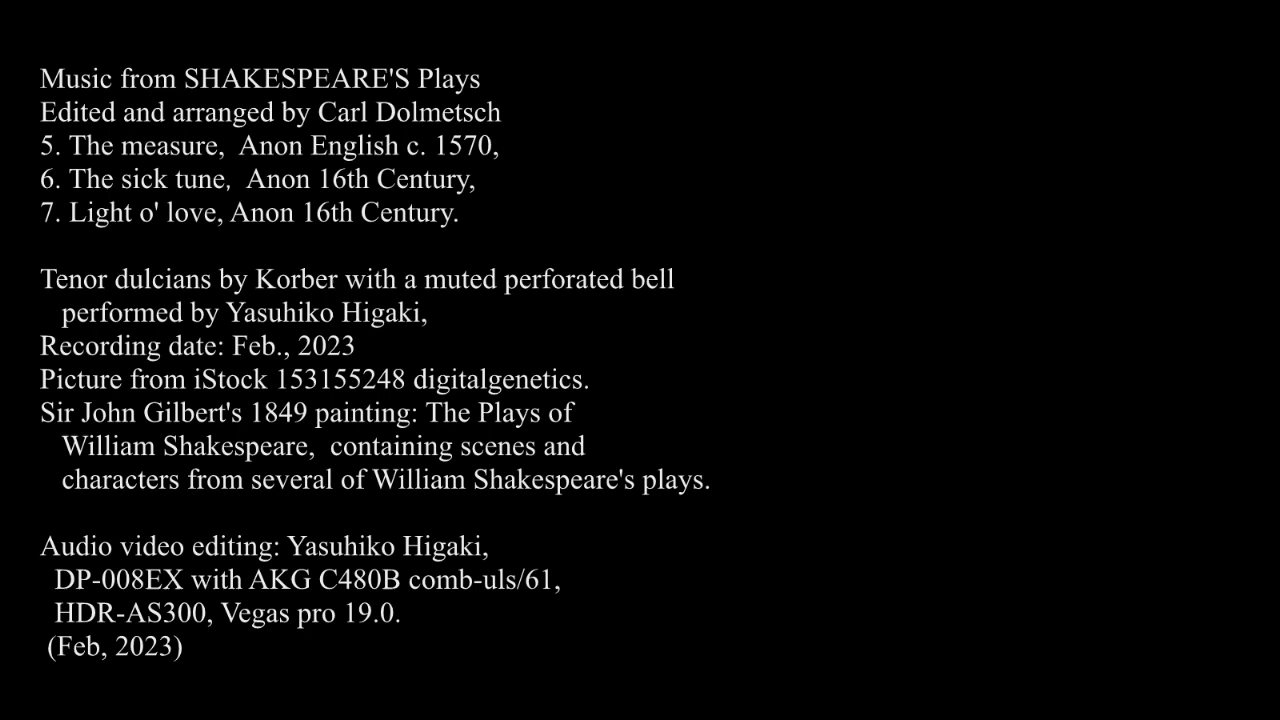 Music from SHAKESPEARE'S Plays
Edited and arranged by Carl Dolmetsch
5. The measure,  Anon English c. 1570,
6. The sick tune,  Anon 16th Century,
7. Light o' love, Anon 16th Century.
Tenor dulcians by Korber with a muted perforated bell
performed by Yasuhiko Higaki,
Recording date: Feb., 2023
Picture from iStock 153155248 digitalgenetics.
Sir John Gilbert's 1849 painting: The Plays of
William Shakespeare,  containing scenes and
characters from several of William Shakespeare's plays.
Audio video editing: Yasuhiko Higaki,
DP-008EX with AKG C480B comb-uls/61,
HDR-AS300, Vegas pro 19.0.
(Feb, 2023)